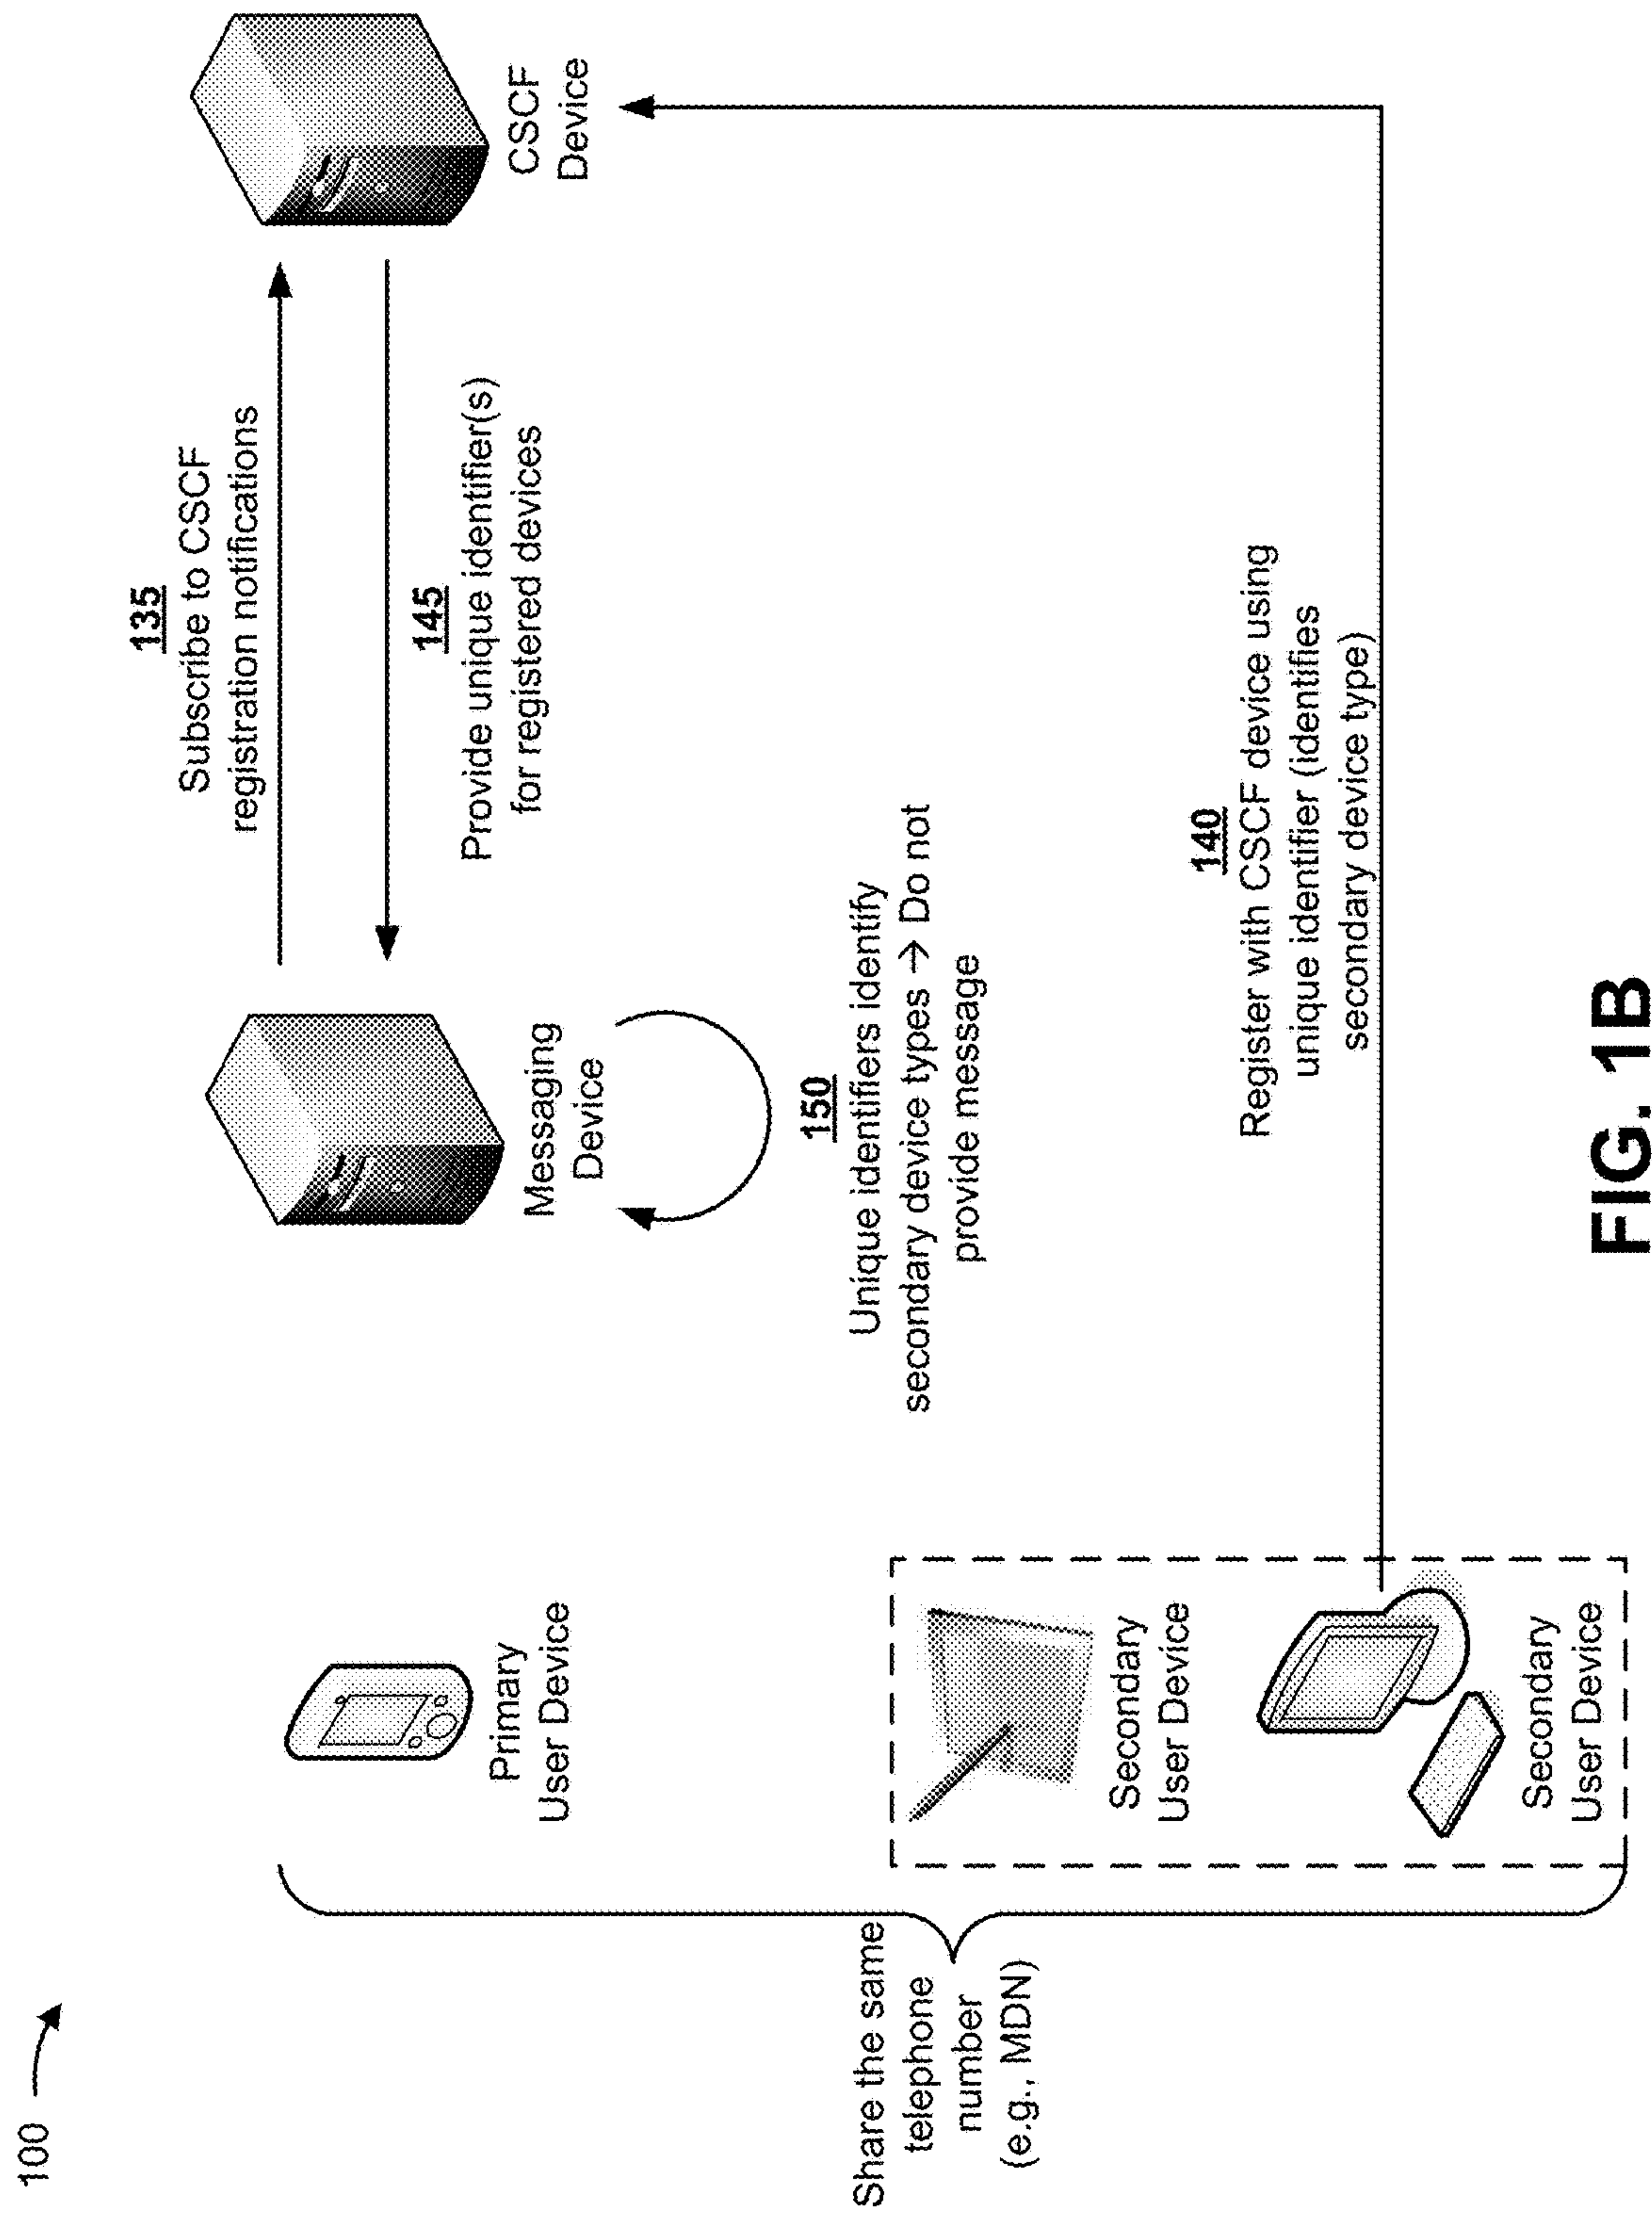 100
135
Subscribe to CSCF
registration notifications
145
Provide unique identifier(s)
for registered devices
CSCF
Device
Messaging
Device
150
Unique identifiers identify
secondary device types → Do not
provide message
Primary
User Device
Share the same
telephone
number
(e.g., MDN)
Secondary
User Device
140
Register with CSCF device using
unique identifier (identifies
secondary device type)
Secondary
User Device
FIG. 1B